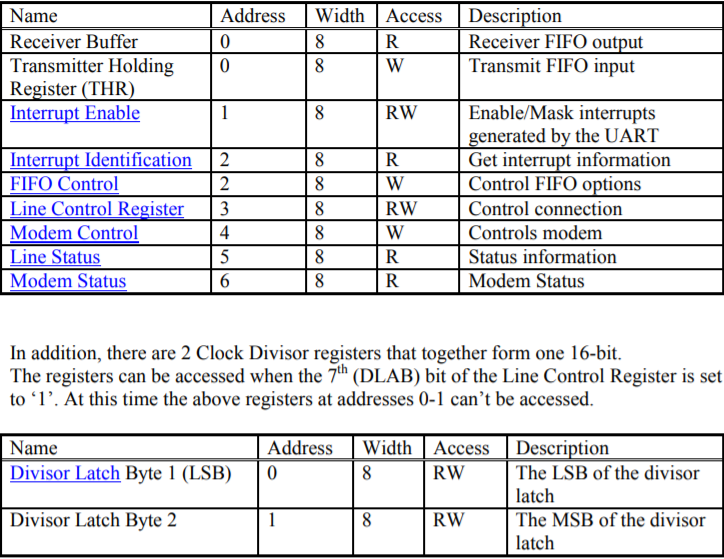 Name Address Width Access Description
Receiver Buffer 0 8 R Receiver FIFO output
Transmitter Holding 0 8 W Transmit FIFO input
Register (THR)
Interrupt Enable 1 8 RW Enable/Mask interrupts
generated by the UART
Interrupt Identification 2 8 R Get interrupt information
FIFO Control 2 8 W Control FIFO options
Line Control Register 3 8 RW Control connection
Modem Control 4 8 W Controls modem
Line Status 5 8 R Status information
Modem Status 6 8 R Modem Status
In addition, there are 2 Clock Divisor registers that together form one 16-bit.
The registers can be accessed when the 7th (DLAB) bit of the Line Control Register is set
to ‘1’. At this time the above registers at addresses 0-1 can’t be accessed.
Name Address Width Access Description
Divisor Latch Byte 1 (LSB) 0 8 RW The LSB of the divisor
latch
Divisor Latch Byte 2 1 8 RW The MSB of the divisor
latch